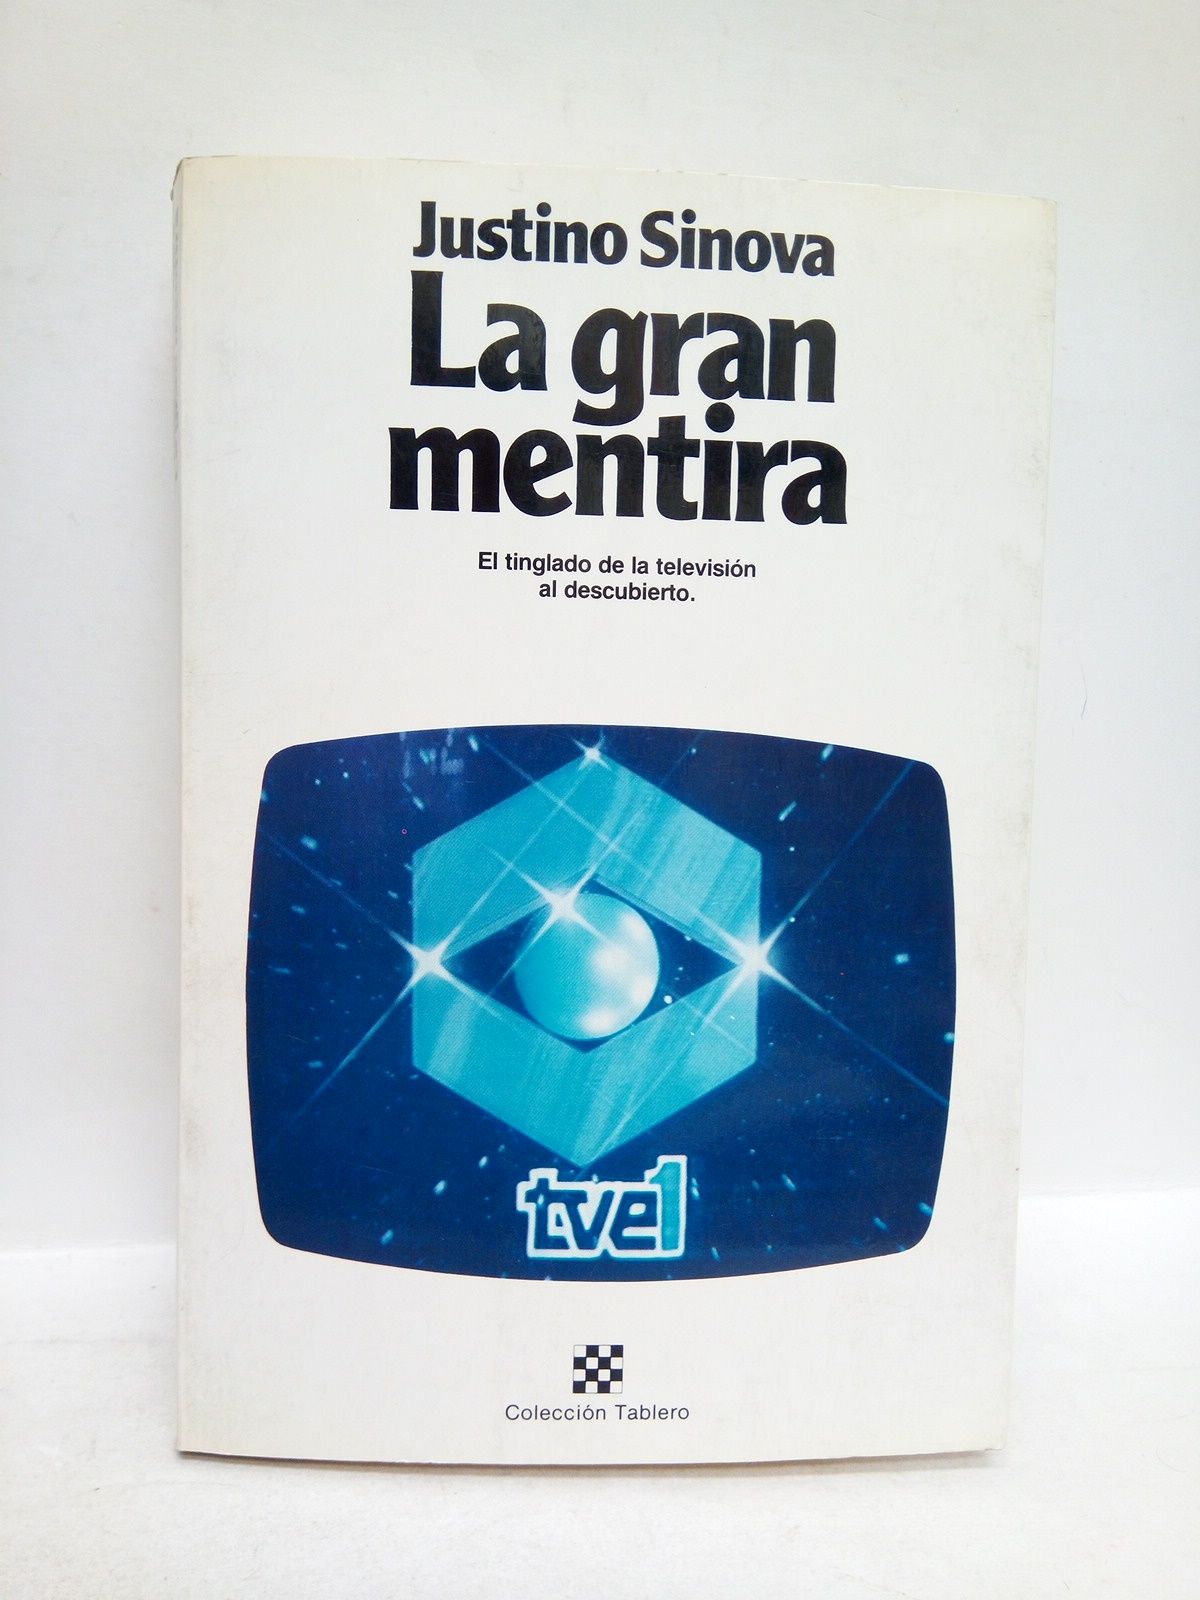 Justino Sinova
La gran
mentira
El tinglado de la televisión
al descubierto.
tve1
Colección Tablero